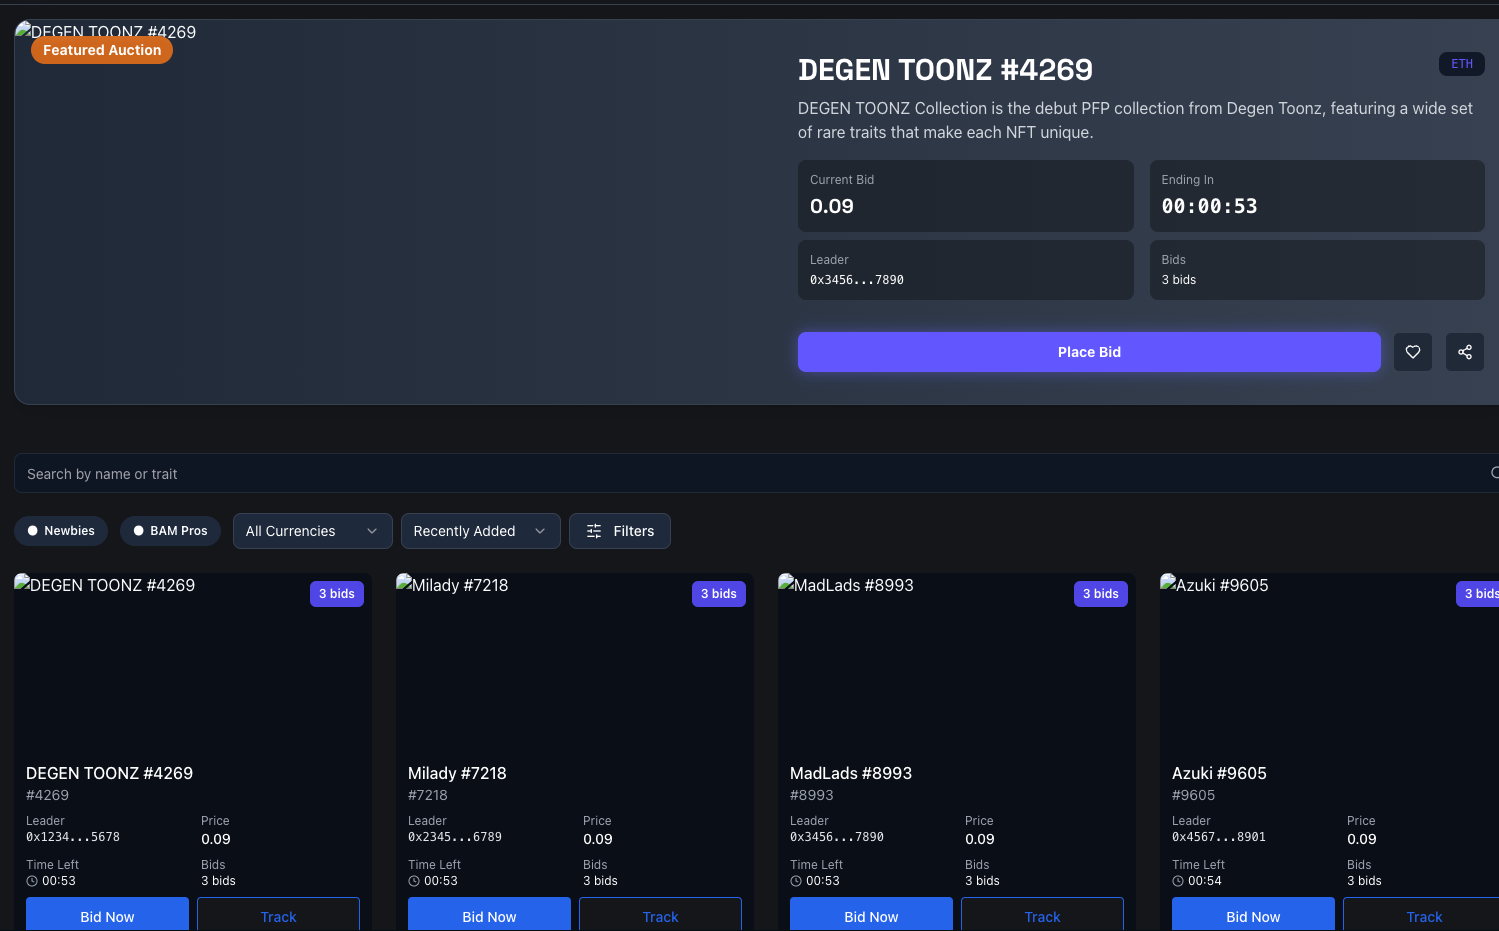 DEGEN TOONZ #4269
Featured Auction
DEGEN TOONZ #4269
ETH
DEGEN TOONZ Collection is the debut PFP collection from Degen Toonz, featuring a wide set
of rare traits that make each NFT unique.
Current Bid
0.09
Ending In
00:00:53
Leader
0x3456...7890
Bids
3 bids
Place Bid
Search by name or trait
Newbies
BAM Pros
All Currencies
Recently Added
Filters
DEGEN TOONZ #4269
3 bids
DEGEN TOONZ #4269
#4269
Leader
0x1234...5678
Price
0.09
Time Left
00:53
Bids
3 bids
Bid Now
Track
Milady #7218
3 bids
Milady #7218
#7218
Leader
0x2345...6789
Price
0.09
Time Left
00:53
Bids
3 bids
Bid Now
Track
MadLads #8993
3 bids
MadLads #8993
#8993
Leader
0x3456...7890
Price
0.09
Time Left
00:53
Bids
3 bids
Bid Now
Track
Azuki #9605
3 bids
Azuki #9605
#9605
Leader
0x4567...8901
Price
0.09
Time Left
00:54
Bids
3 bids
Bid Now
Track